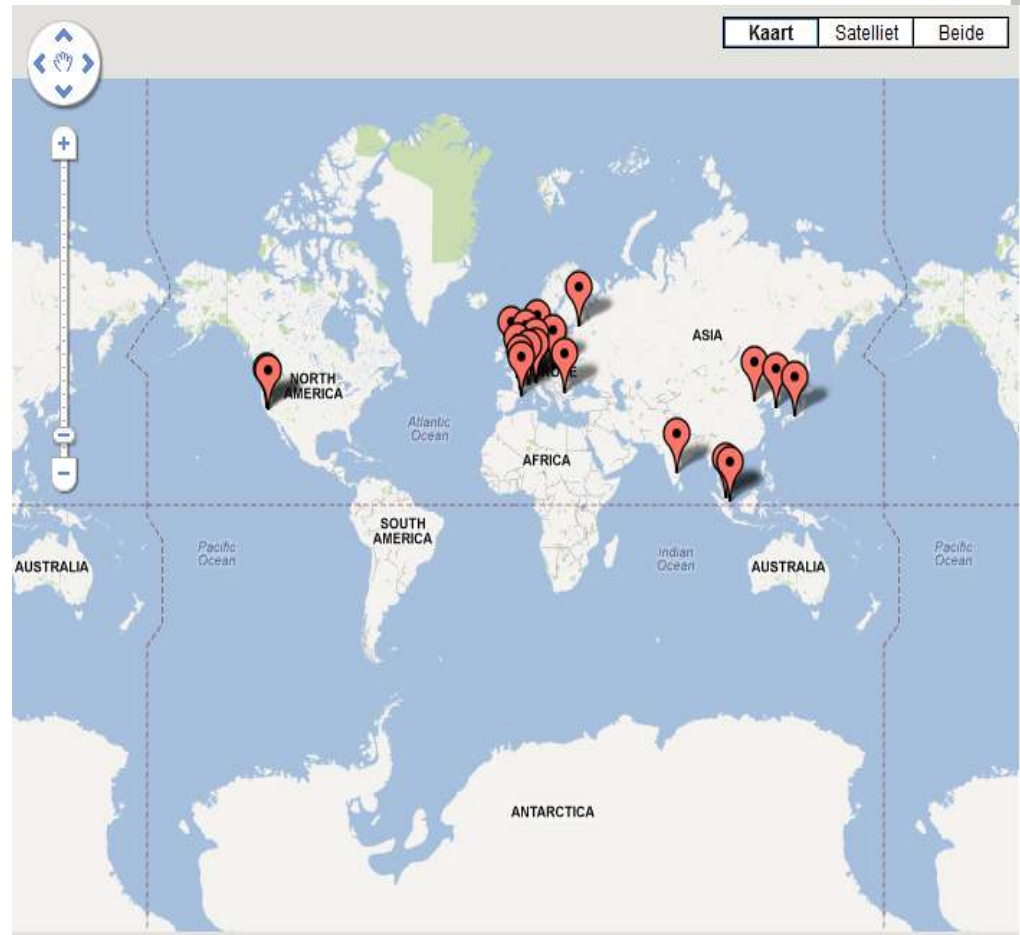 Kaart Satelliet Beide
ASIA
NORTH
AMERICA
Atlantic
Ocean
AFRICA
SOUTH
AMERICA
Pacific
Ocean
Indian
Ocean
Pacific
Ocean
AUSTRALIA
AUSTRALIA
ANTARCTICA